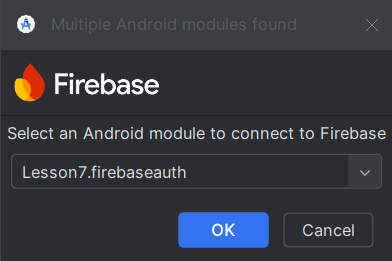 Multiple Android modules found
Firebase
Select an Android module to connect to Firebase
Lesson7.firebaseauth
OK
Cancel